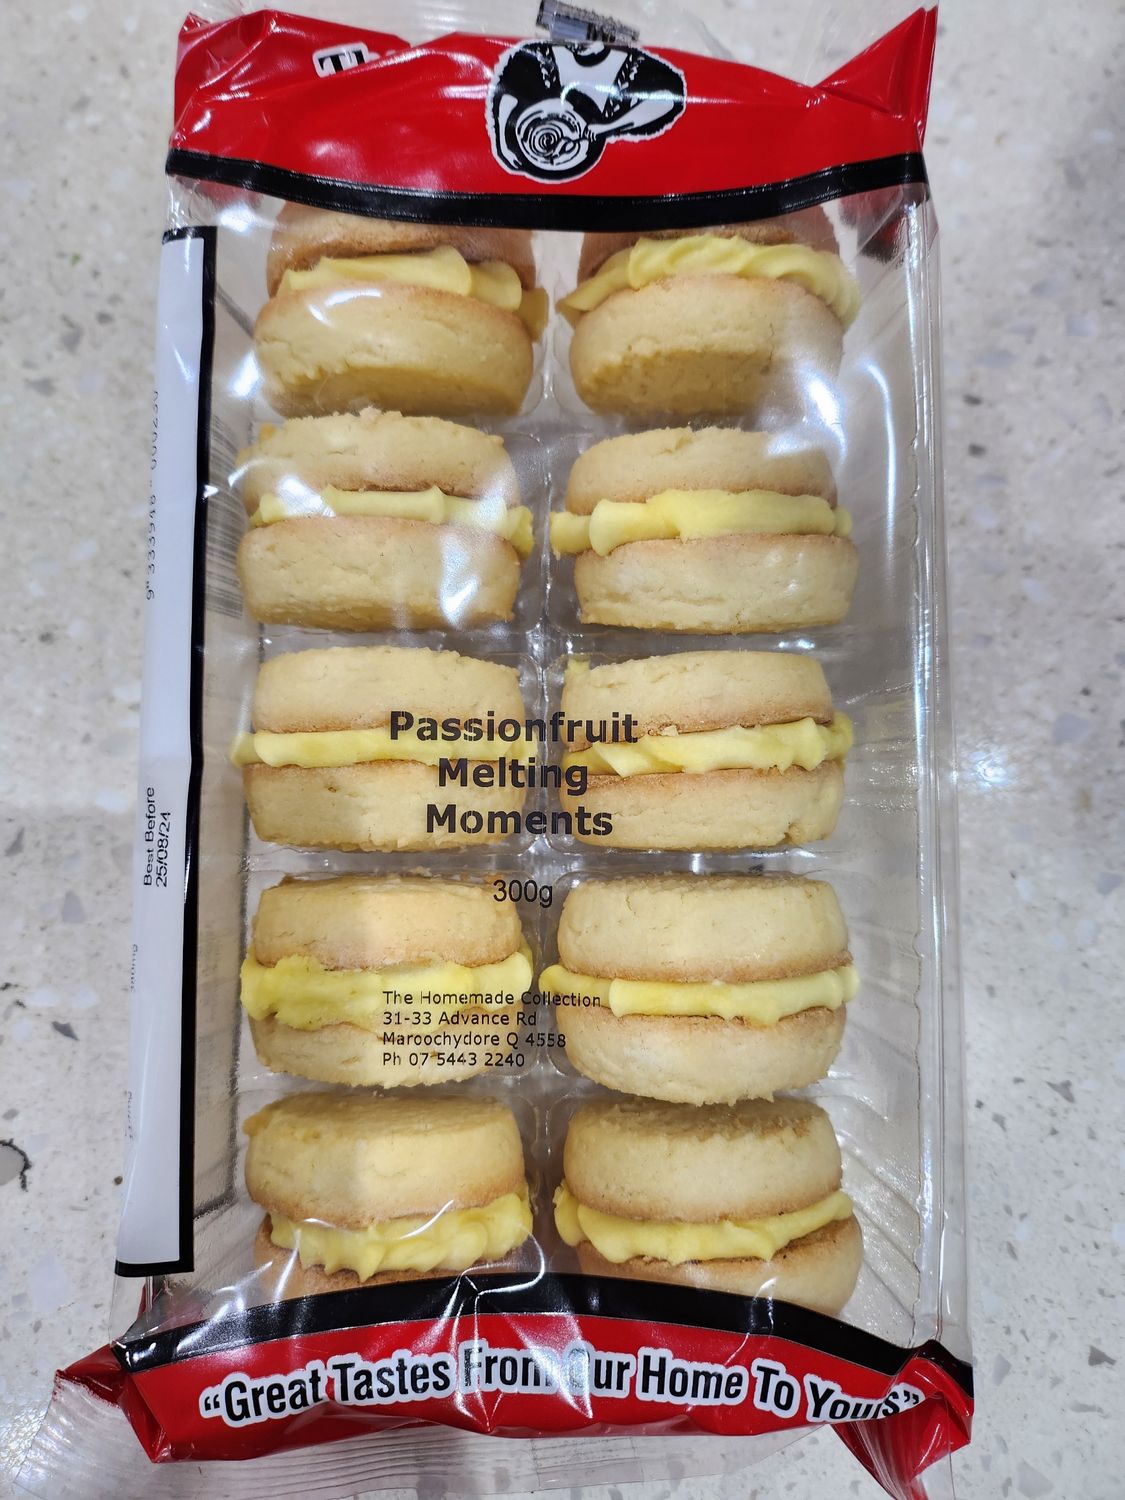 Passionfruit
Melting
Moments
300g
The Homemade Collection
31-33 Advance Rd
Maroochydore Q 4558
Ph 07 5443 2240
Best Before
25/08/24
“Great Tastes From Our Home To Yours”